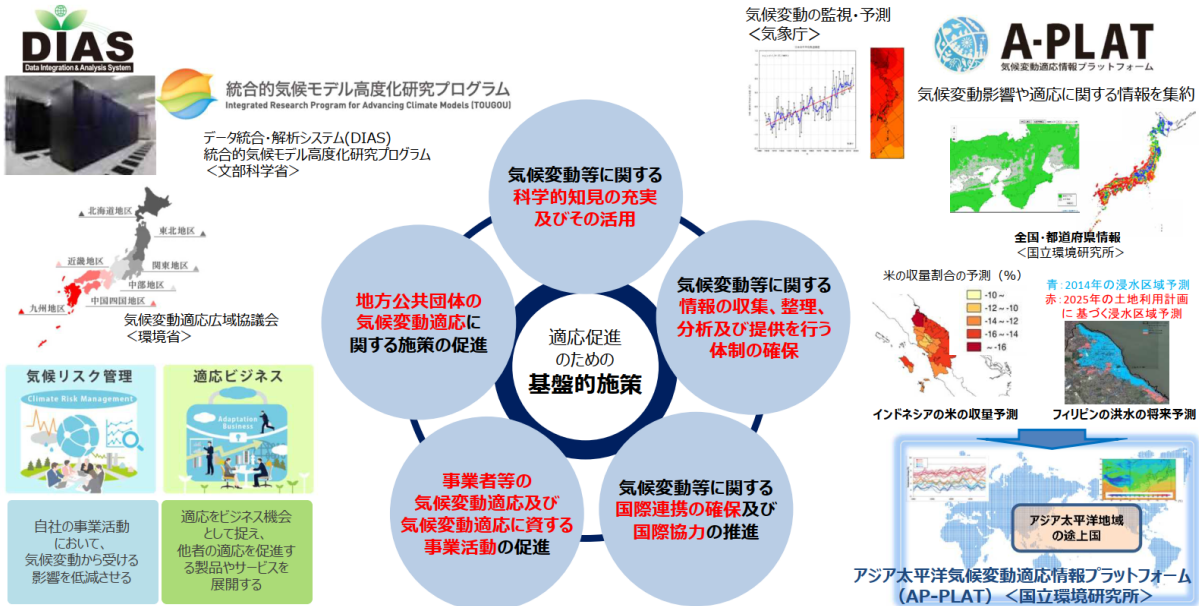 DIAS
Data Integration & Analysis System
統合的気候モデル高度化研究プログラム
Integrated Research Program for Advancing Climate Models (TOUGOU)
データ統合・解析システム(DIAS)
統合的気候モデル高度化研究プログラム
＜文部科学省＞
北海道地区
東北地区
近畿地区
関東地区
中部地区
中国四国地区
九州地区
気候変動適応広域協議会
＜環境省＞
気候リスク管理
Climate Risk Management
適応ビジネス
Adaptation
Business
自社の事業活動
において、
気候変動から受ける
影響を低減させる
適応をビジネス機会
として捉え、
他者の適応を促進す
る製品やサービスを
展開する
気候変動等に関する
科学的知見の充実
及びその活用
地方公共団体の
気候変動適応に
関する施策の促進
気候変動等に関する
情報の収集、整理、
分析及び提供を行う
体制の確保
適応促進
のための
基盤的施策
事業者等の
気候変動適応及び
気候変動適応に資する
事業活動の促進
気候変動等に関する
国際連携の確保及び
国際協力の推進
気候変動の監視・予測
＜気象庁＞
A-PLAT
気候変動適応情報プラットフォーム
気候変動影響や適応に関する情報を集約
全国・都道府県情報
＜国立環境研究所＞
米の収量割合の予測（％）
-10～
-12～-10
-14～-12
-16～-14
～-16
インドネシアの米の収量予測
青：2014年の浸水区域予測
赤：2025年の土地利用計画
に 基づく浸水区域予測
フィリピンの洪水の将来予測
アジア太平洋地域
の途上国
アジア太平洋気候変動適応情報プラットフォーム
（AP-PLAT）＜国立環境研究所＞